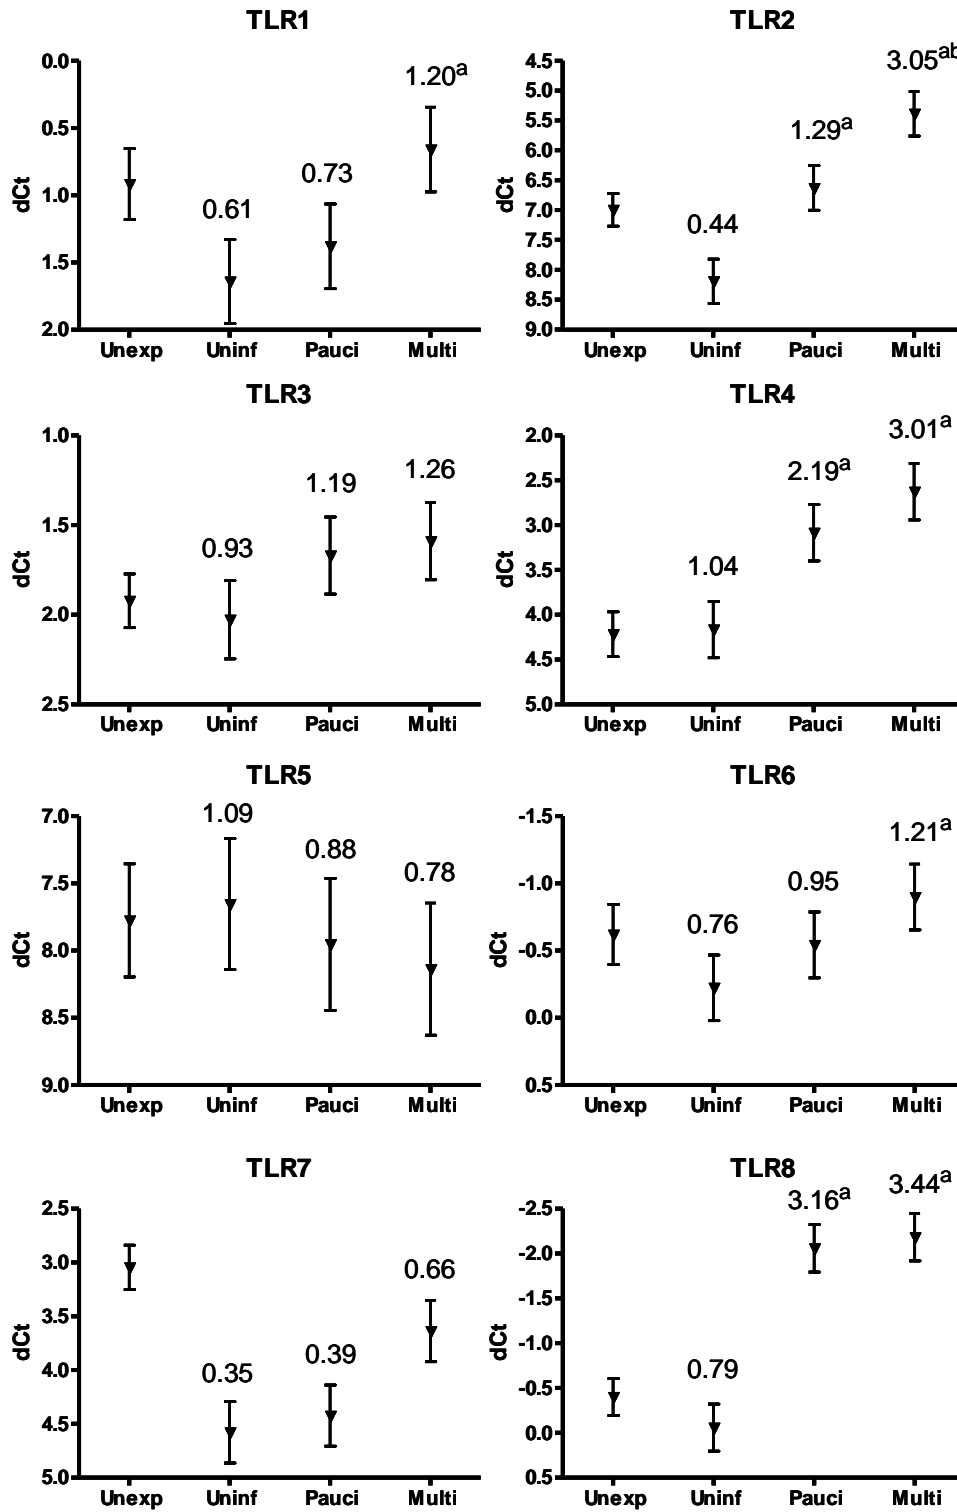 TLR1
TLR2
0.0
0.5
1.0
1.5
2.0
dCt
1.20a
0.61
0.73
Unexp Uninf Pauci Multi
4.5
5.0
5.5
6.0
6.5
7.0
7.5
8.0
8.5
9.0
dCt
3.05ab
1.29a
0.44
Unexp Uninf Pauci Multi
TLR3
TLR4
1.0
1.5
2.0
2.5
dCt
0.93
1.19
1.26
Unexp Uninf Pauci Multi
2.0
2.5
3.0
3.5
4.0
4.5
5.0
dCt
1.04
2.19a
3.01a
Unexp Uninf Pauci Multi
TLR5
TLR6
7.0
7.5
8.0
8.5
9.0
dCt
1.09
0.88
0.78
Unexp Uninf Pauci Multi
-1.5
-1.0
-0.5
0.0
0.5
dCt
0.76
0.95
1.21a
Unexp Uninf Pauci Multi
TLR7
TLR8
2.5
3.0
3.5
4.0
4.5
5.0
dCt
0.35
0.39
0.66
Unexp Uninf Pauci Multi
-2.5
-2.0
-1.5
-1.0
-0.5
0.0
0.5
dCt
0.79
3.16a
3.44a
Unexp Uninf Pauci Multi